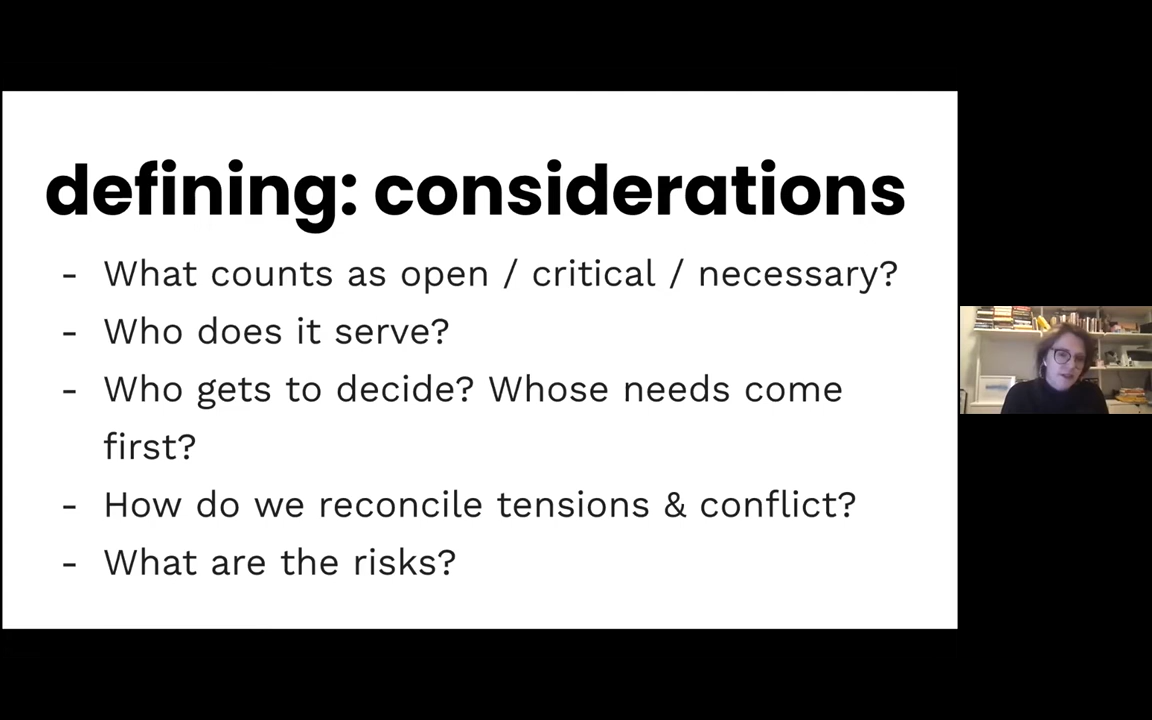 defining: considerations
- What counts as open / critical / necessary?
- Who does it serve?
- Who gets to decide? Whose needs come
first?
- How do we reconcile tensions & conflict?
- What are the risks?